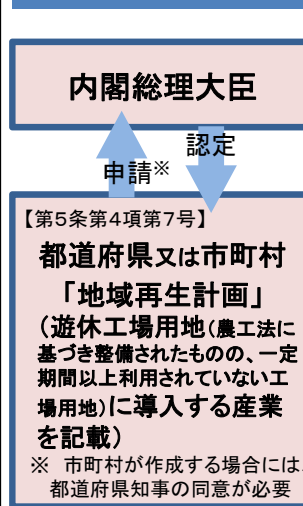 内閣総理大臣
認定
申請※
【第5条第4項第7号】
都道府県又は市町村
「地域再生計画」
(遊休工場用地(農工法に
基づき整備されたものの、一定
期間以上利用されていない工
場用地)に導入する産業
を記載)
※ 市町村が作成する場合には、
都道府県知事の同意が必要